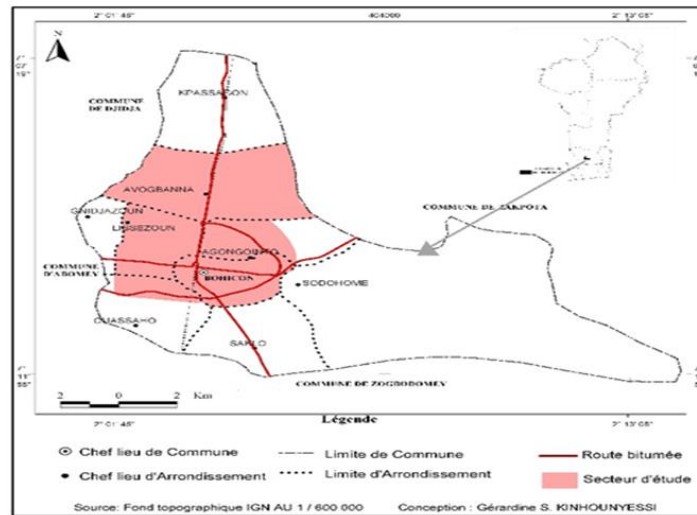 2° 01' 45" 404000 2° 13' 05"
N
KPASSAGON
COMMUNE
DE DJIDJA
AVOGBANNA
COMMUNE DE ZAKPOTA
LISSEZOUN
AGONGOINTO
COMMUNE
D'ABOMEY
BOHICON
SODOHOME
OUASSAHO
SAKLO
COMMUNE DE ZOGBODOMEY
2 0 2 Km
Légende
2° 01' 45" 2° 13' 05"
Chef lieu de Commune
Limite de Commune
Route bitumée
Chef lieu d'Arrondissement
Limite d'Arrondissement
Secteur d'étude
Source: Fond topographique IGN AU 1 / 600 000 Conception : Gérardine S. KINHOUNYESSI